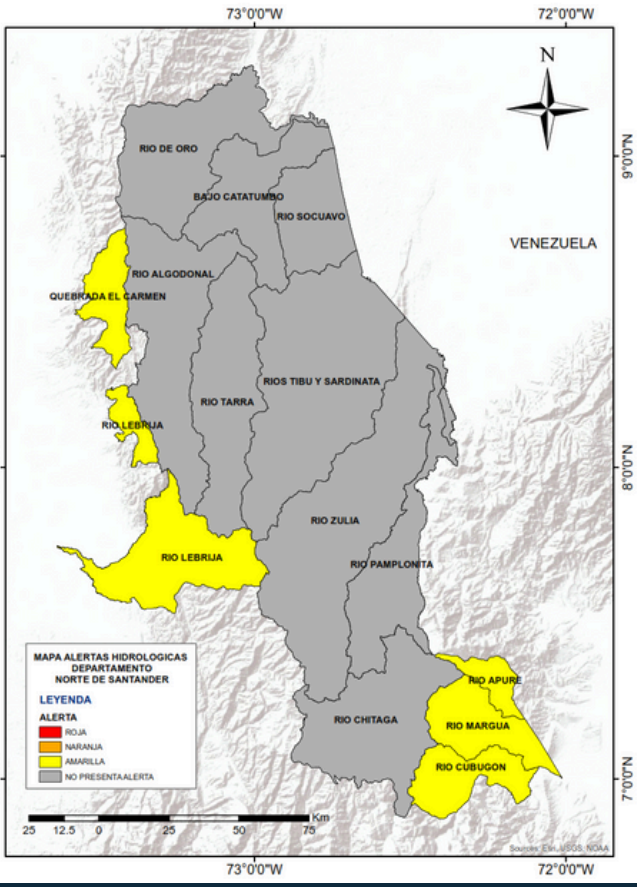 73°0'0"W
72°0'0"W
N
RIO DE ORO
9°0'0"N
BAJO CATATUMBO
RIO SOCUAVO
VENEZUELA
RIO ALGODONAL
QUEBRADA EL CARMEN
RIOS TIBU Y SARDINATA
RIO TARRA
RIO LEBRIJA
8°0'0"N
RIO ZULIA
RIO LEBRIJA
RIO PAMPLONITA
MAPA ALERTAS HIDROLOGICAS
DEPARTAMENTO
NORTE DE SANTANDER
LEYENDA
ALERTA
ROJA
NARANJA
AMARILLA
NO PRESENTA ALERTA
RIO APURE
RIO CHITAGA
RIO MARGUA
RIO CUBUGON
7°0'0"N
Km
25 12.5 0 25 50 75
Sources: Esri, USGS, NOAA
73°0'0"W
72°0'0"W